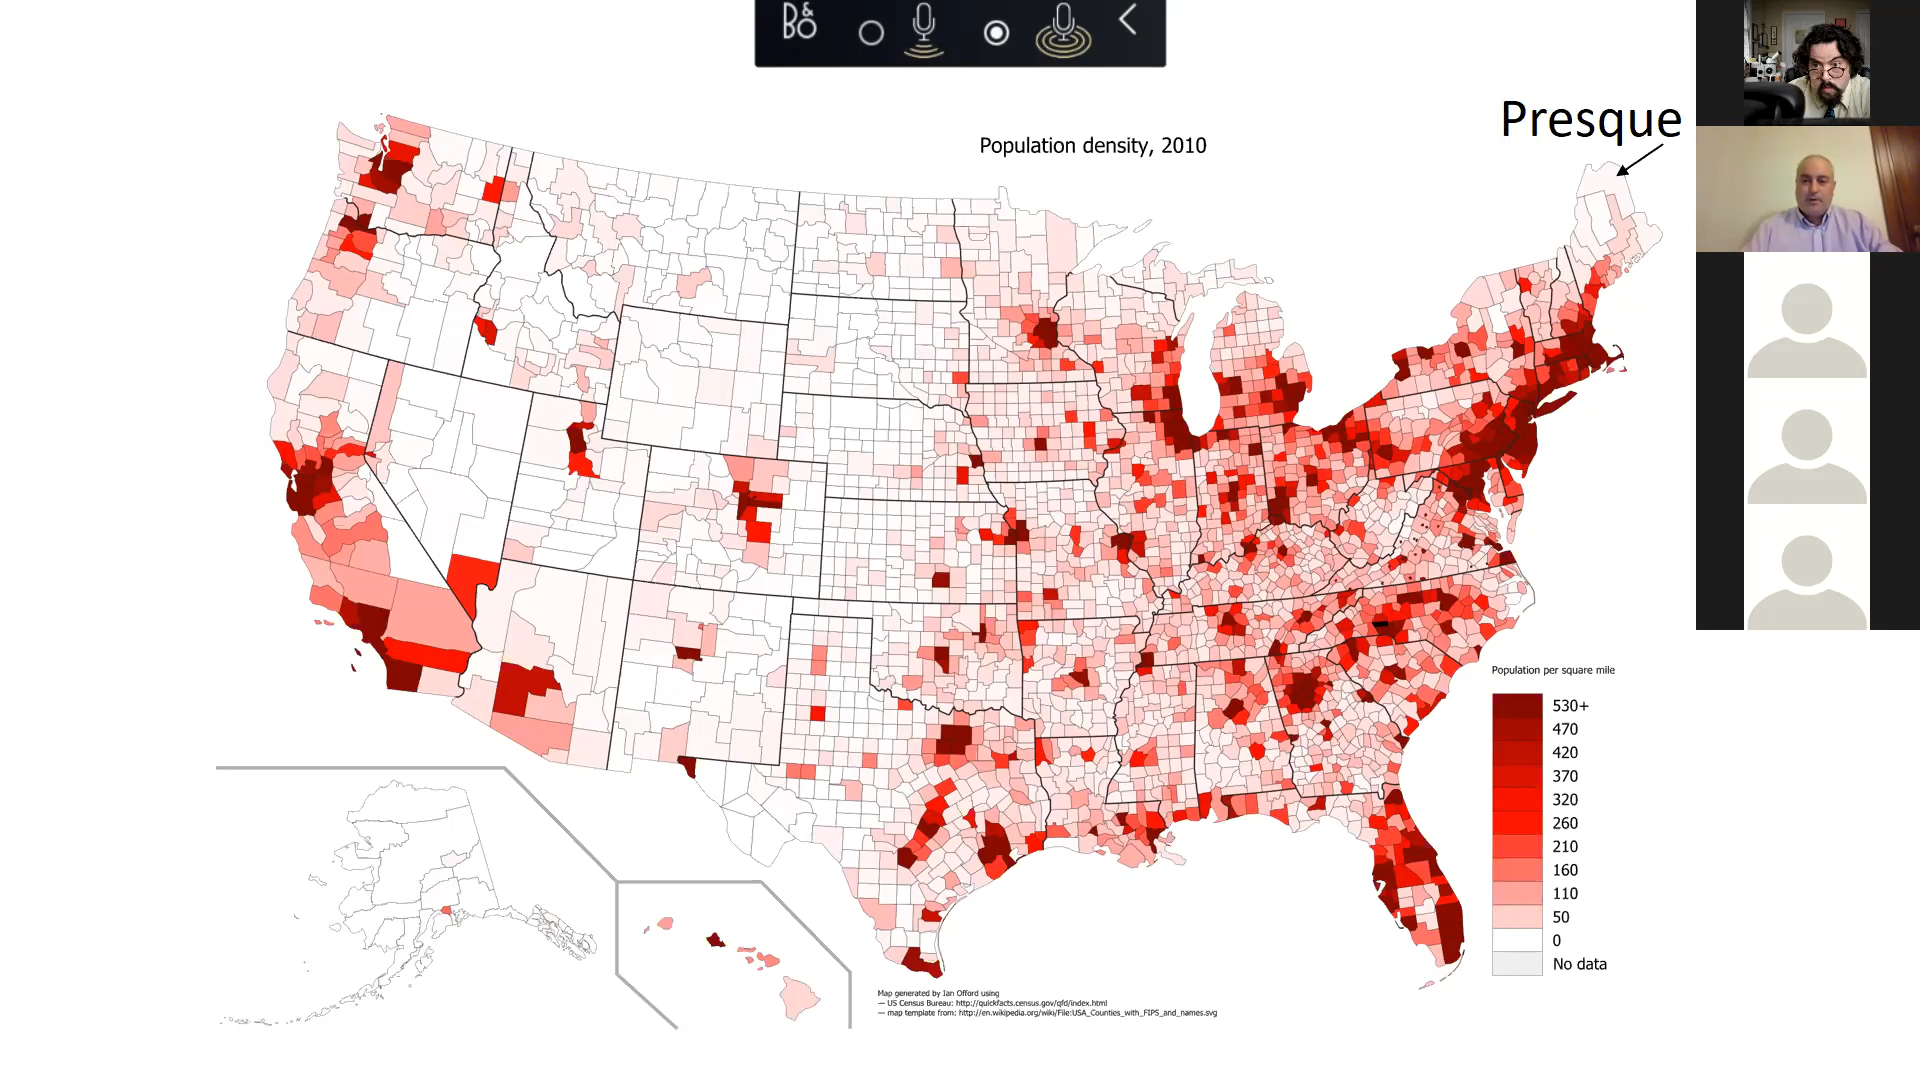 B&O
Presque
Population density, 2010
Population per square mile
530+
470
420
370
320
260
210
160
110
50
0
No data
Map generated by Ian Offord using
— US Census Bureau: http://quickfacts.census.gov/qfd/index.html
— map template from: http://en.wikipedia.org/wiki/File:USA_Counties_with_FIPS_and_names.svg